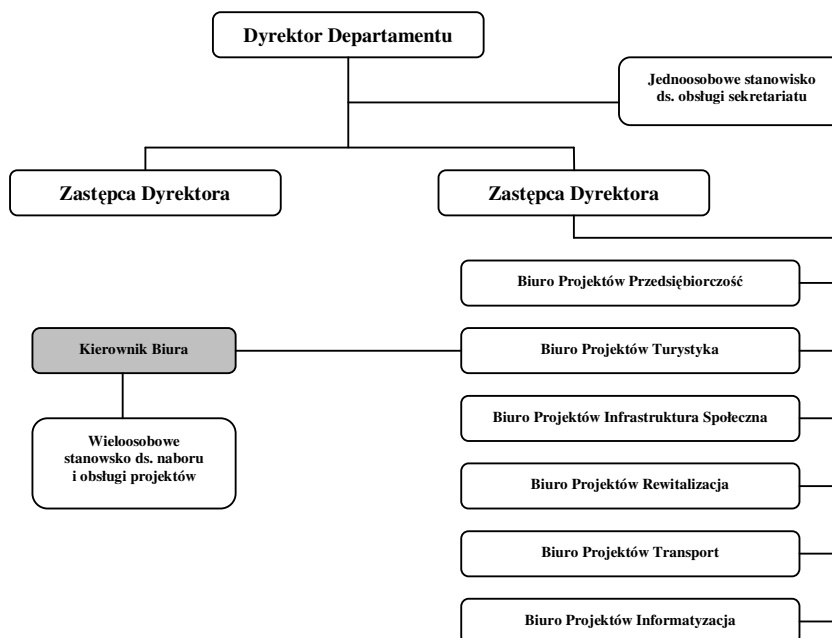 Dyrektor Departamentu
Jednoosobowe stanowisko
ds. obsługi sekretariatu
Zastępca Dyrektora
Zastępca Dyrektora
Biuro Projektów Przedsiębiorczość
Kierownik Biura
Biuro Projektów Turystyka
Wieloosobowe
stanowsko ds. naboru
i obsługi projektów
Biuro Projektów Infrastruktura Społeczna
Biuro Projektów Rewitalizacja
Biuro Projektów Transport
Biuro Projektów Informatyzacja